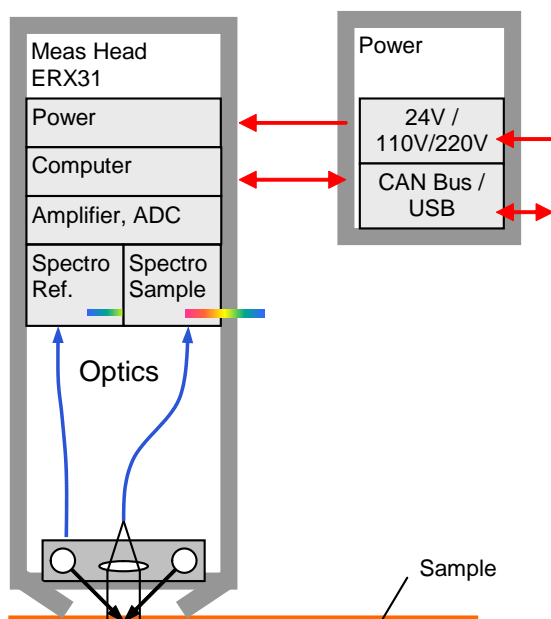 Meas Head
ERX31
Power
Computer
Amplifier, ADC
Spectro
Ref.
Spectro
Sample
Optics
Power
24V /
110V/220V
CAN Bus /
USB
Sample